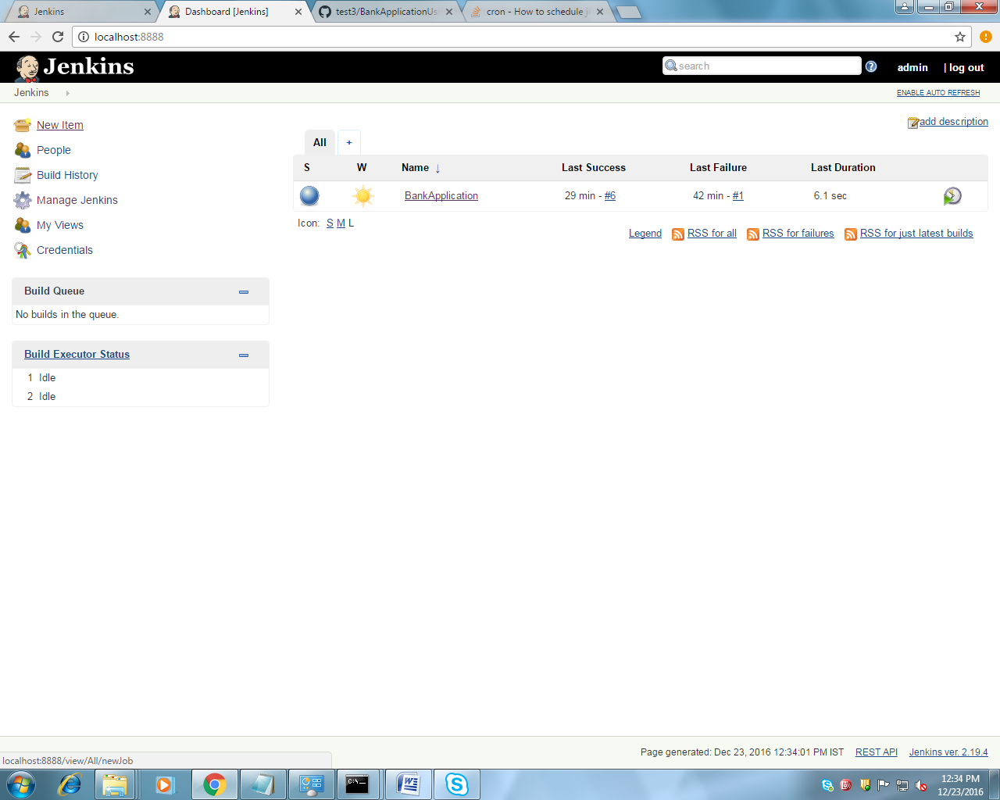 Jenkins
Dashboard [Jenkins]
test3/BankApplicationUs
cron - How to schedule j
localhost:8888
Jenkins
search
admin
| log out
Jenkins
ENABLE AUTO REFRESH
New Item
People
Build History
Manage Jenkins
My Views
Credentials
add description
All
+
S W Name ↓ Last Success Last Failure Last Duration
BankApplication 29 min - #6 42 min - #1 6.1 sec
Icon: S M L
Legend RSS for all RSS for failures RSS for just latest builds
Build Queue
No builds in the queue.
Build Executor Status
1 Idle
2 Idle
Page generated: Dec 23, 2016 12:34:01 PM IST REST API Jenkins ver. 2.19.4
localhost:8888/view/All/newJob
12:34 PM
12/23/2016